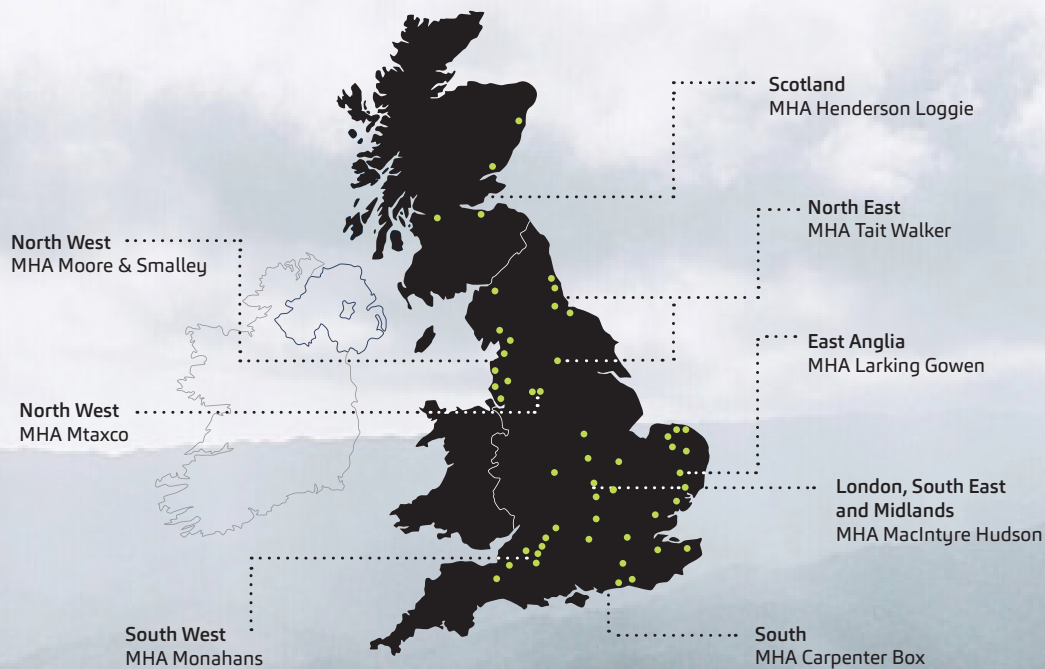 Scotland
MHA Henderson Loggie
North East
MHA Tait Walker
North West
MHA Moore & Smalley
East Anglia
MHA Larking Gowen
North West
MHA Mtaxco
London, South East
and Midlands
MHA MacIntyre Hudson
South West
MHA Monahans
South
MHA Carpenter Box